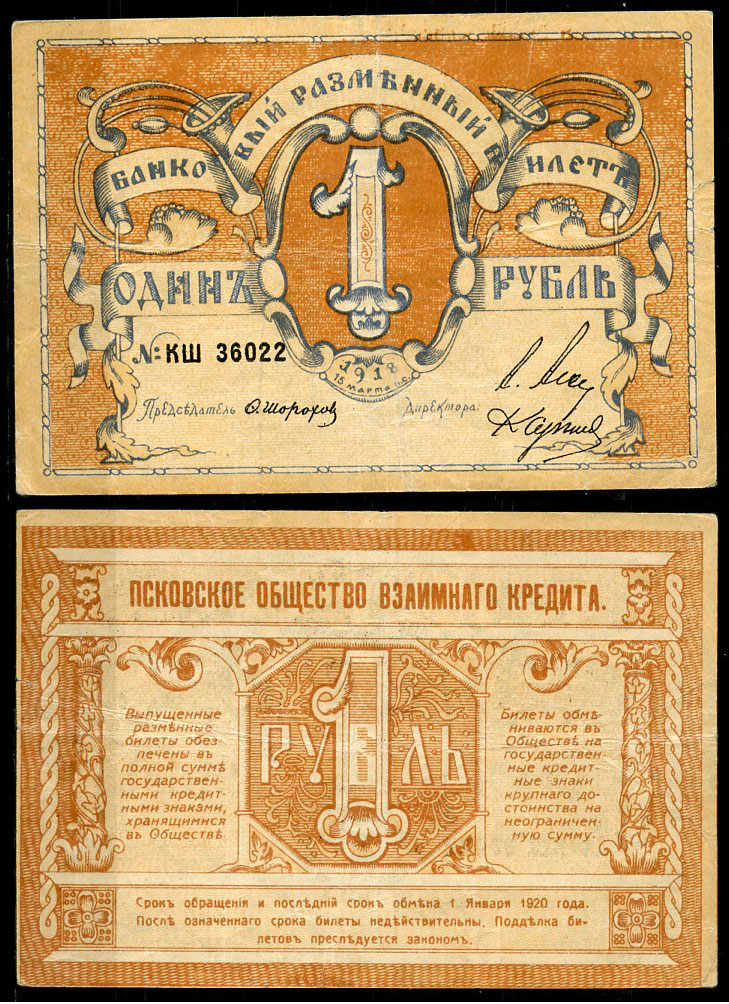 БАНКОВЫЙ РАЗМѢННЫЙ БИЛЕТЪ
1
ОДИНЪ РУБЛЬ
№: КШ 36022
1918
15 МАРТА н.с.
Предсѣдатель О.Шорохов
Директора:
ПСКОВСКОЕ ОБЩЕСТВО ВЗАИМНАГО КРЕДИТА.
1
РУБЛЬ
Выпущенные
размѣнные
билеты обез-
печены въ
полной суммѣ
государствен-
ными кредит-
ными знаками,
хранящимися
въ Обществѣ.
Билеты обмѣ-
ниваются въ
Обществѣ на
государствен-
ные кредит-
ные знаки
крупнаго до-
стоинства на
неограничен-
ную сумму.
Срокъ обращенія и послѣдній срокъ обмѣна 1 Января 1920 года.
Послѣ означеннаго срока билеты недѣйствительны. Поддѣлка би-
летовъ преслѣдуется закономъ.